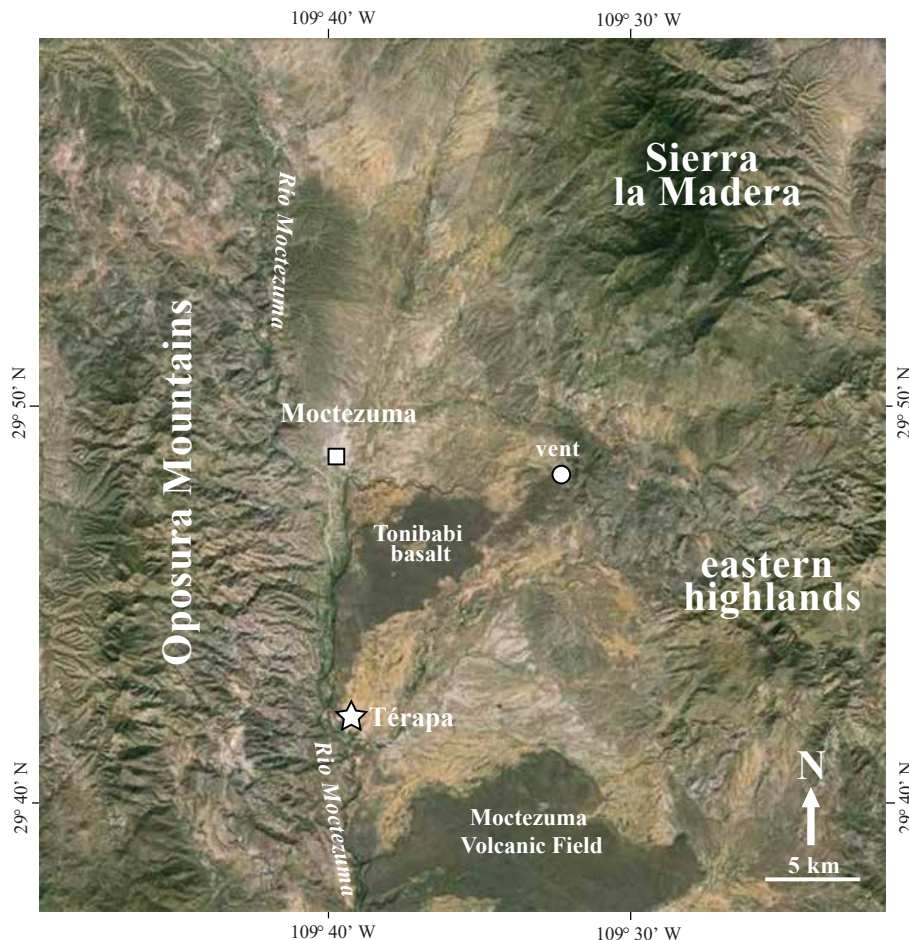 109° 40’ W
109° 30’ W
Sierra
la Madera
Río Moctezuma
Oposura Mountains
29° 50’ N
29° 50’ N
Moctezuma
vent
Tonibabi
basalt
eastern
highlands
Térapa
Rio Moctezuma
N
29° 40’ N
29° 40’ N
Moctezuma
Volcanic Field
5 km
109° 40’ W
109° 30’ W